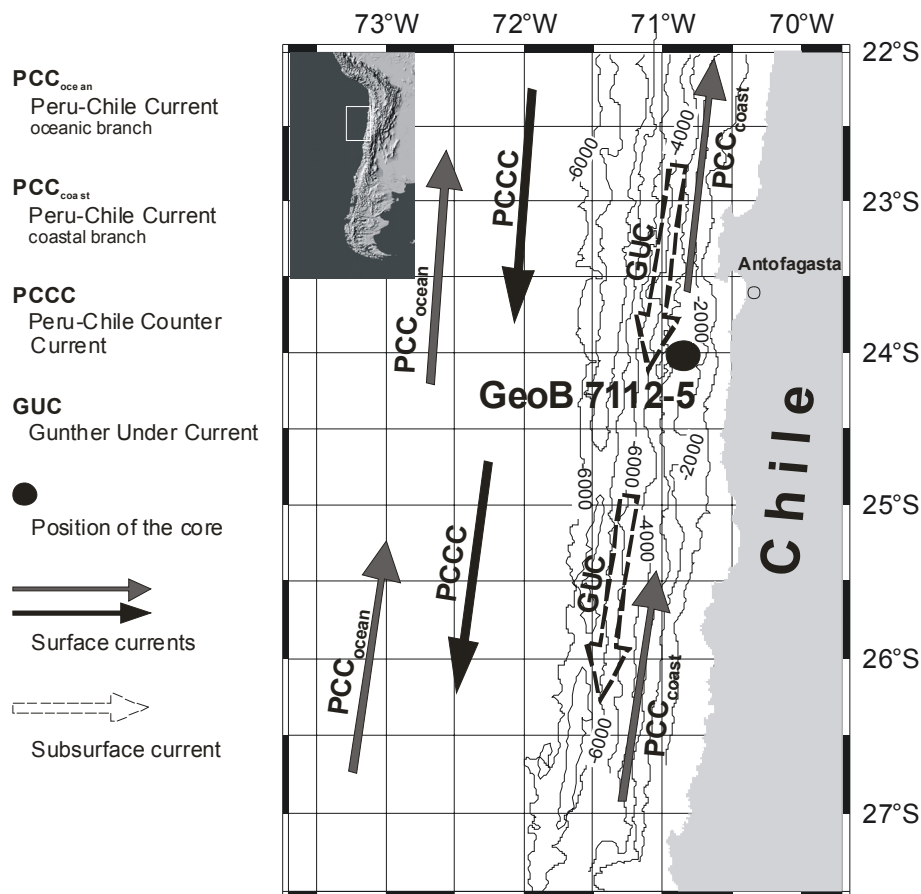 73°W 72°W 71°W 70°W
22°S
23°S
24°S
25°S
26°S
27°S
PCCocean
Peru-Chile Current
oceanic branch
PCCcoast
Peru-Chile Current
coastal branch
PCCC
Peru-Chile Counter
Current
GUC
Gunther Under Current
Position of the core
Surface currents
Subsurface current
PCCocean
PCCC
-6000
GUC
-4000
PCCcoast
Antofagasta
-2000
GeoB 7112-5
Chile
PCCocean
PCCC
6000
GUC
-6000
-4000
-2000
PCCcoast
-6000